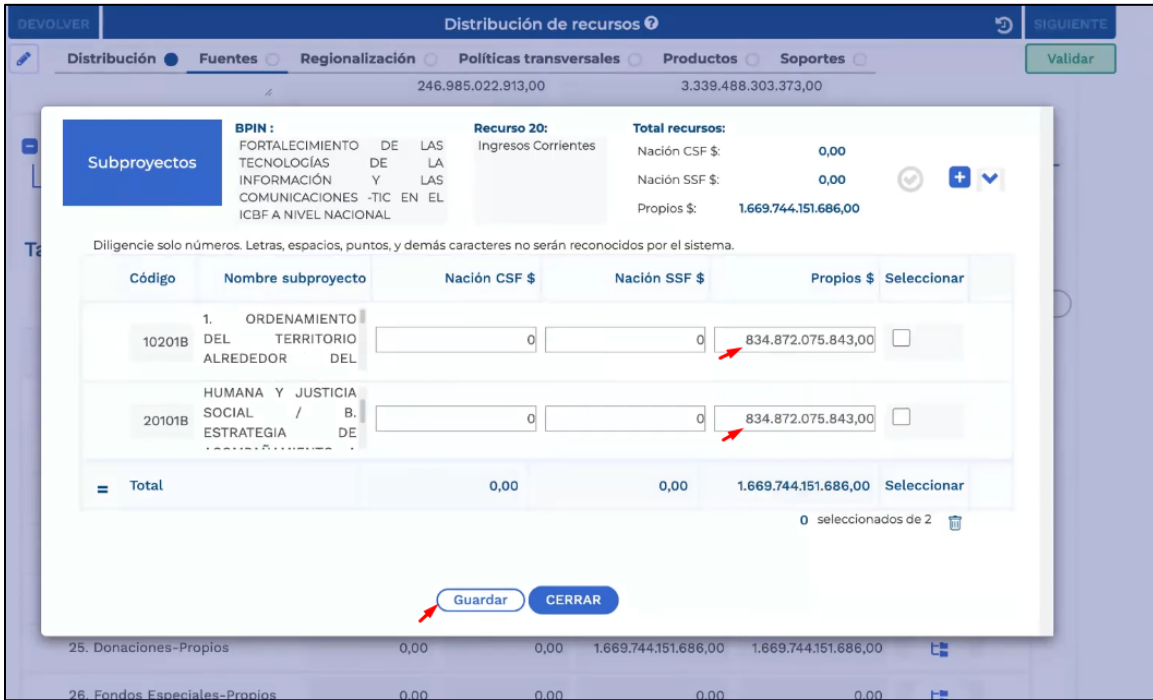 DEVOLVER
Distribución de recursos
SIGUIENTE
Distribución Fuentes Regionalización Políticas transversales Productos Soportes
Validar
246.985.022.913,00 3.339.488.303.373,00
Subproyectos
BPIN :
FORTALECIMIENTO DE LAS
TECNOLOGÍAS DE LA
INFORMACIÓN Y LAS
COMUNICACIONES -TIC EN EL
ICBF A NIVEL NACIONAL
Recurso 20:
Ingresos Corrientes
Total recursos:
Nación CSF $: 0,00
Nación SSF $: 0,00
Propios $: 1.669.744.151.686,00
Ta
Diligencie solo números. Letras, espacios, puntos, y demás caracteres no serán reconocidos por el sistema.
Código Nombre subproyecto Nación CSF $ Nación SSF $ Propios $ Seleccionar
1. ORDENAMIENTO
10201B DEL TERRITORIO 0 0 834.872.075.843,00
ALREDEDOR DEL
HUMANA Y JUSTICIA
SOCIAL / B.
20101B 0 0 834.872.075.843,00
ESTRATEGIA DE
= Total 0,00 0,00 1.669.744.151.686,00 Seleccionar
0 seleccionados de 2
Guardar CERRAR
25. Donaciones-Propios 0,00 0,00 1.669.744.151.686,00 1.669.744.151.686,00
26. Fondos Especiales-Propios 0,00 0,00 0,00 0,00